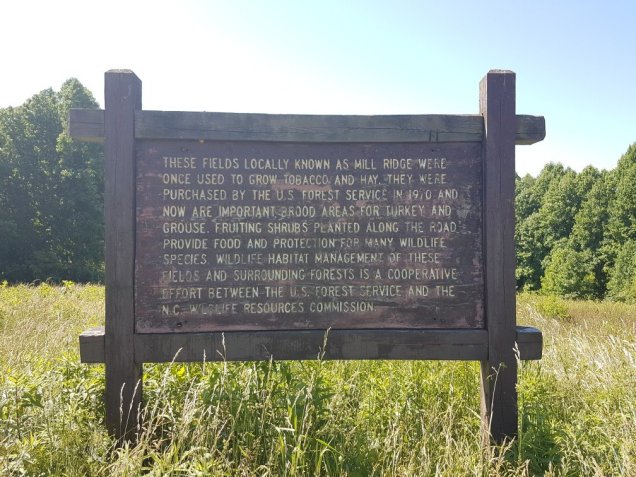 THESE FIELDS LOCALLY KNOWN AS MILL RIDGE WERE
ONCE USED TO GROW TOBACCO AND HAY. THEY WERE
PURCHASED BY THE U.S. FOREST SERVICE IN 1970 AND
NOW ARE IMPORTANT BROOD AREAS FOR TURKEY AND
GROUSE. FRUITING SHRUBS PLANTED ALONG THE ROAD
PROVIDE FOOD AND PROTECTION FOR MANY WILDLIFE
SPECIES. WILDLIFE HABITAT MANAGEMENT OF THESE
FIELDS AND SURROUNDING FORESTS IS A COOPERATIVE
EFFORT BETWEEN THE U.S. FOREST SERVICE AND THE
N.C. WILDLIFE RESOURCES COMMISSION.